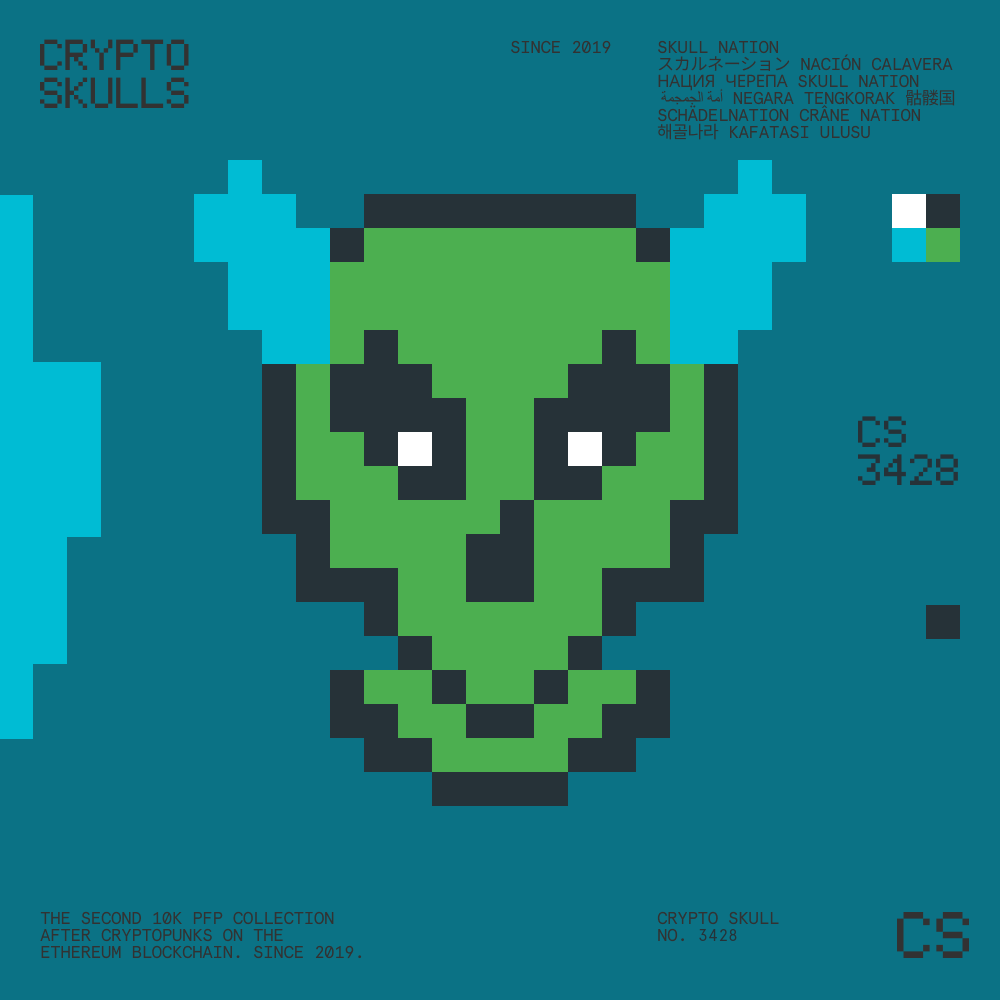 CRYPTO
SKULLS
SINCE 2019
SKULL NATION
スカルネーション NACIÓN CALAVERA
НАЦИЯ ЧЕРЕПА SKULL NATION
أمة الجمجمة NEGARA TENGKORAK 骷髅国
SCHÄDELNATION CRÂNE NATION
해골나라 KAFATASI ULUSU
CS
3428
THE SECOND 10K PFP COLLECTION
AFTER CRYPTOPUNKS ON THE
ETHEREUM BLOCKCHAIN. SINCE 2019.
CRYPTO SKULL
NO. 3428
CS